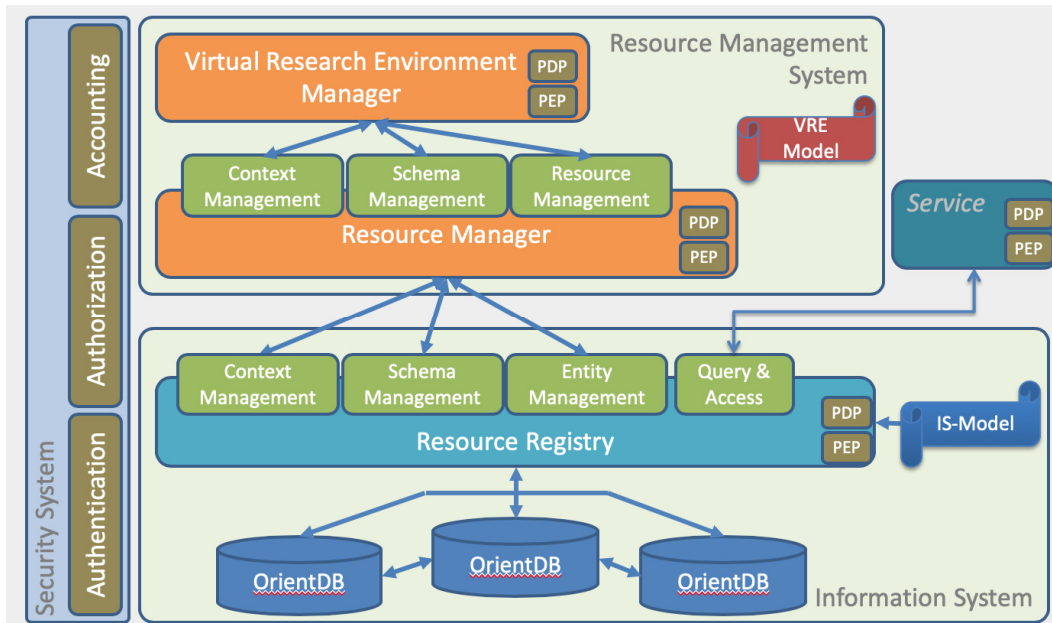 Security System
Accounting
Authorization
Authentication
Resource Management
System
Virtual Research Environment
Manager
PDP
PEP
VRE
Model
Context
Management
Schema
Management
Resource
Management
Resource Manager
PDP
PEP
Service
PDP
PEP
Context
Management
Schema
Management
Entity
Management
Query &
Access
Resource Registry
PDP
PEP
IS-Model
OrientDB
OrientDB
OrientDB
Information System